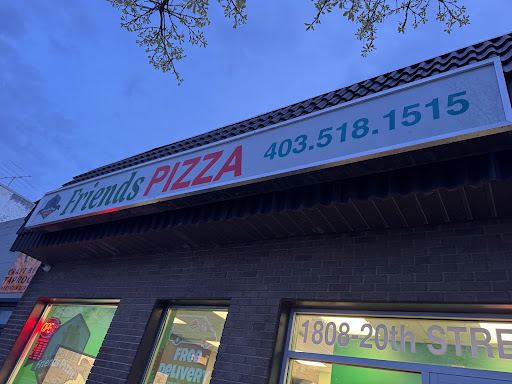 Friends PIZZA 403.518.1515
OPEN
FREE
DELIVERY
1808-20th STRE